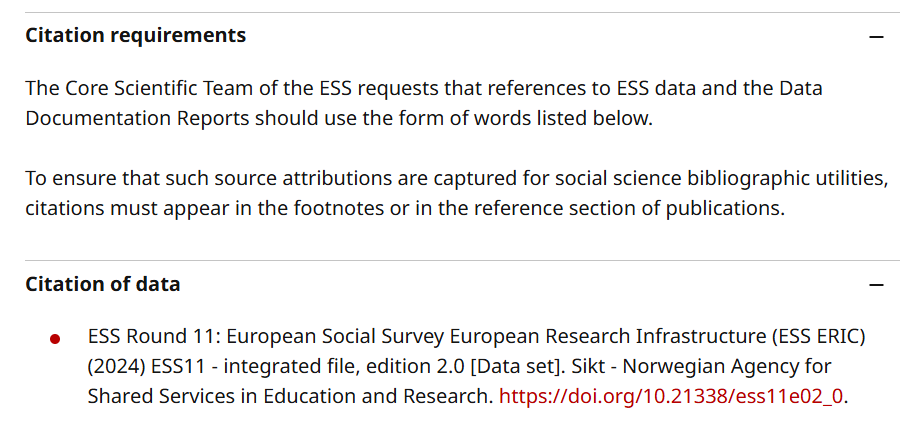 Citation requirements
The Core Scientific Team of the ESS requests that references to ESS data and the Data
Documentation Reports should use the form of words listed below.
To ensure that such source attributions are captured for social science bibliographic utilities,
citations must appear in the footnotes or in the reference section of publications.
Citation of data
ESS Round 11: European Social Survey European Research Infrastructure (ESS ERIC)
(2024) ESS11 - integrated file, edition 2.0 [Data set]. Sikt - Norwegian Agency for
Shared Services in Education and Research. https://doi.org/10.21338/ess11e02_0.